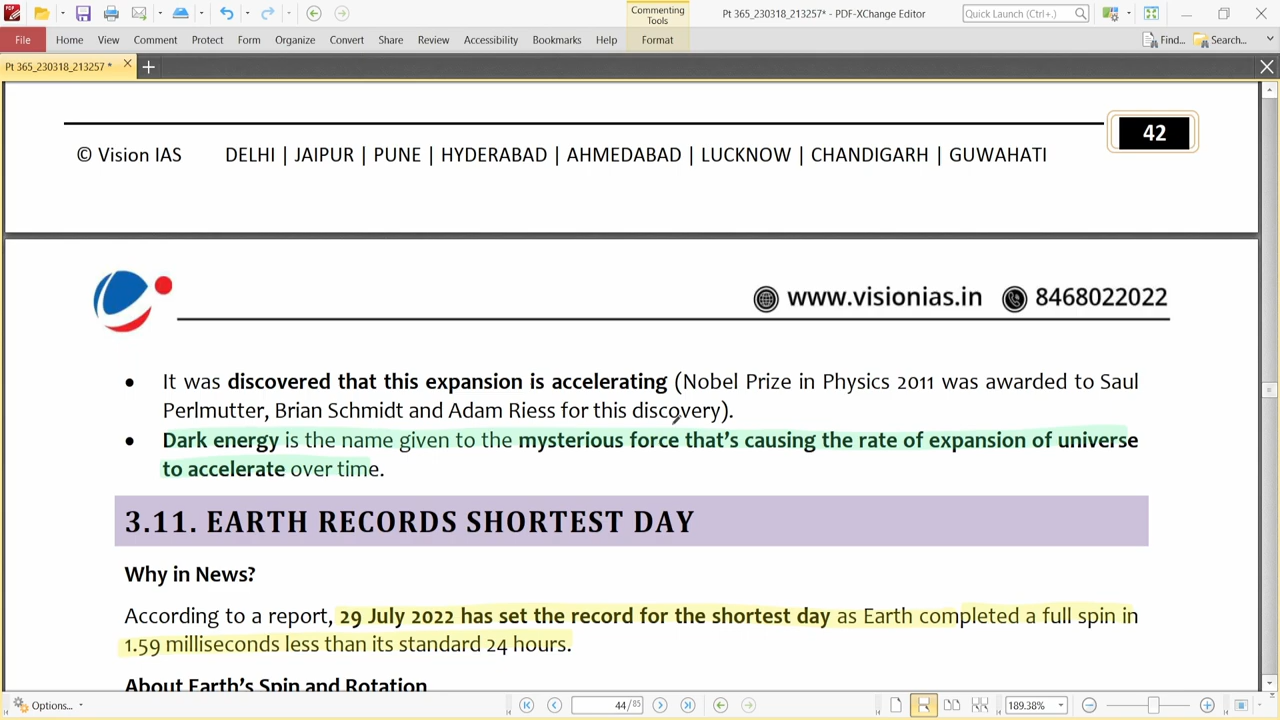 Commenting Tools
Pt 365_230318_213257* - PDF-XChange Editor
Quick Launch (Ctrl+.)
File Home View Comment Protect Form Organize Convert Share Review Accessibility Bookmarks Help Format Find... Search...
Pt 365_230318_213257 *
42
© Vision IAS DELHI | JAIPUR | PUNE | HYDERABAD | AHMEDABAD | LUCKNOW | CHANDIGARH | GUWAHATI
www.visionias.in 8468022022
• It was discovered that this expansion is accelerating (Nobel Prize in Physics 2011 was awarded to Saul
Perlmutter, Brian Schmidt and Adam Riess for this discovery).
• Dark energy is the name given to the mysterious force that's causing the rate of expansion of universe
to accelerate over time.
3.11. EARTH RECORDS SHORTEST DAY
Why in News?
According to a report, 29 July 2022 has set the record for the shortest day as Earth completed a full spin in
1.59 milliseconds less than its standard 24 hours.
About Earth's Spin and Rotation
Options... 44/85 189.38%